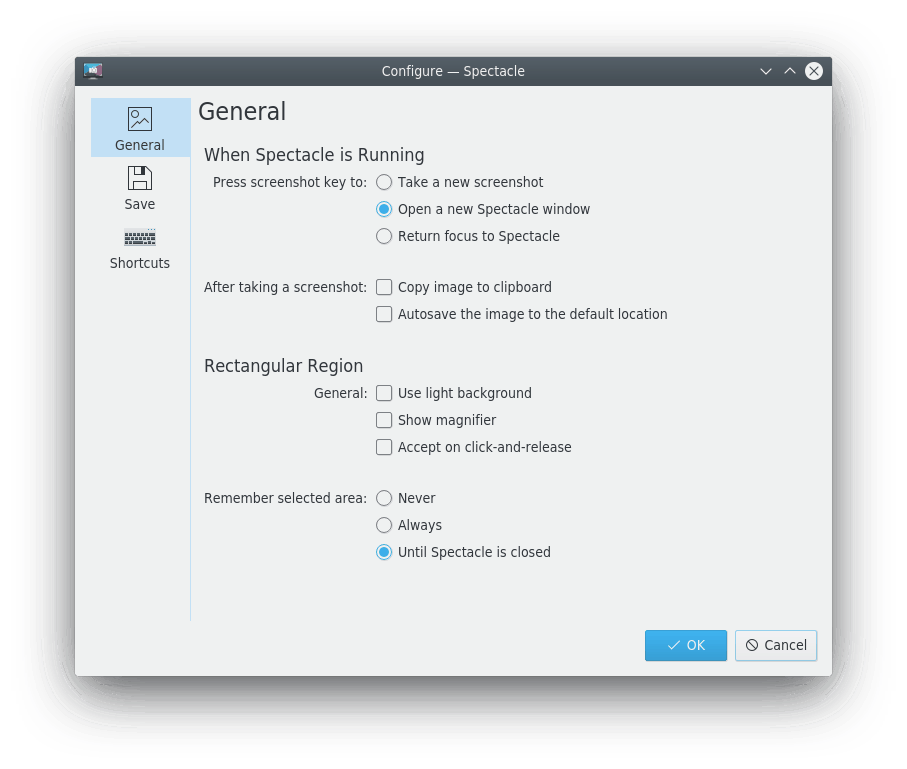 Configure — Spectacle
General
General
Save
Shortcuts
When Spectacle is Running
Press screenshot key to: Take a new screenshot
Open a new Spectacle window
Return focus to Spectacle
After taking a screenshot: Copy image to clipboard
Autosave the image to the default location
Rectangular Region
General: Use light background
Show magnifier
Accept on click-and-release
Remember selected area: Never
Always
Until Spectacle is closed
OK Cancel